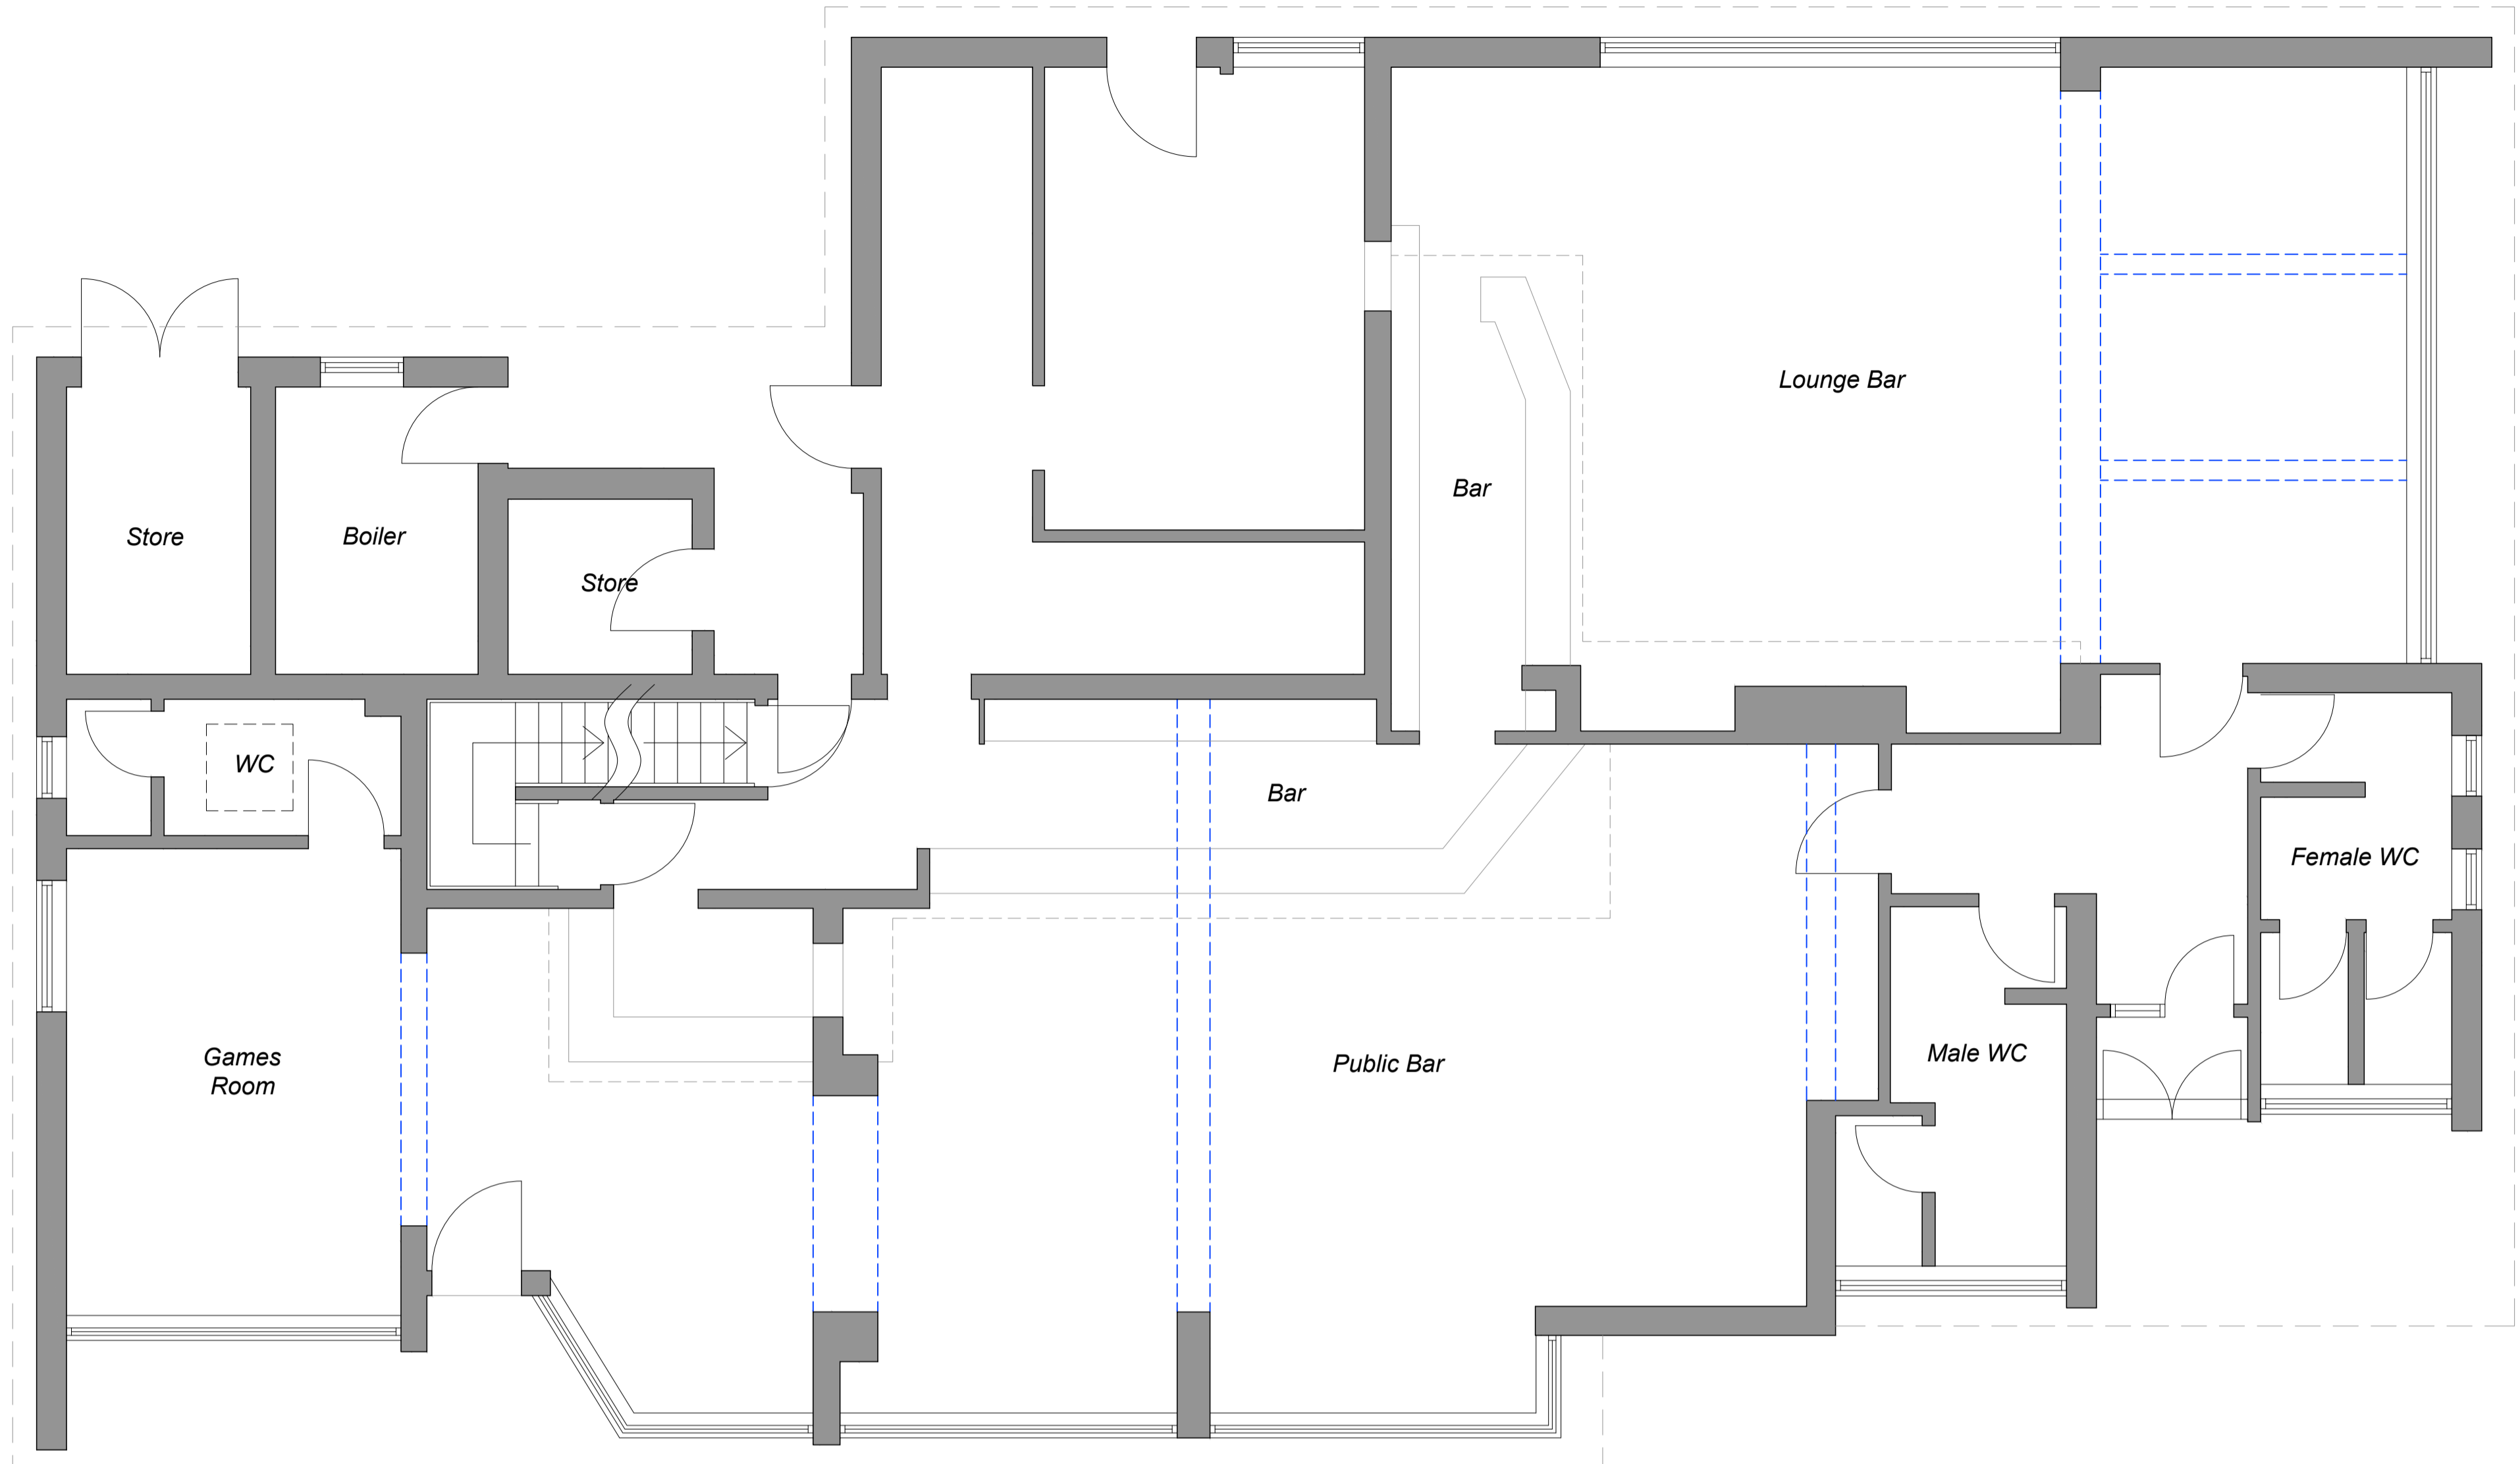 Lounge Bar
Bar
Store
Boiler
Store
WC
Bar
Female WC
Games
Room
Public Bar
Male WC